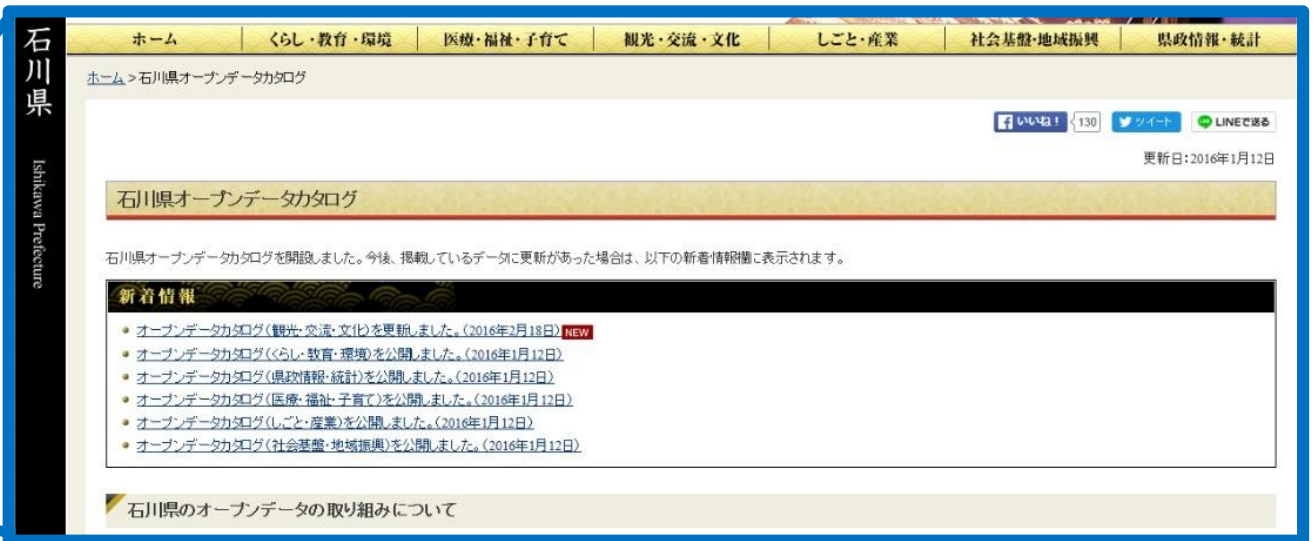 石川県
Ishikawa Prefecture
ホーム
くらし・教育・環境
医療・福祉・子育て
観光・交流・文化
しごと・産業
社会基盤・地域振興
県政情報・統計
ホーム > 石川県オープンデータカタログ
いいね! 130
ツイート
LINEで送る
更新日:2016年1月12日
石川県オープンデータカタログ
石川県オープンデータカタログを開設しました。今後、掲載しているデータに更新があった場合は、以下の新着情報欄に表示されます。
新着情報
オープンデータカタログ(観光・交流・文化)を更新しました。(2016年2月18日) NEW
オープンデータカタログ(くらし・教育・環境)を公開しました。(2016年1月12日)
オープンデータカタログ(県政情報・統計)を公開しました。(2016年1月12日)
オープンデータカタログ(医療・福祉・子育て)を公開しました。(2016年1月12日)
オープンデータカタログ(しごと・産業)を公開しました。(2016年1月12日)
オープンデータカタログ(社会基盤・地域振興)を公開しました。(2016年1月12日)
石川県のオープンデータの取り組みについて